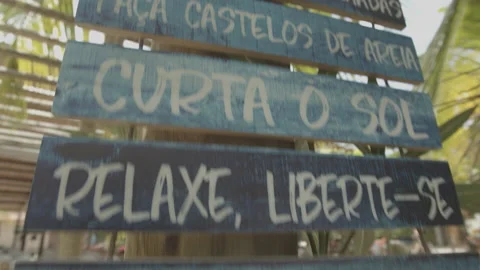 FAÇA CASTELOS DE AREIA
CURTA O SOL
RELAXE, LIBERTE-SE